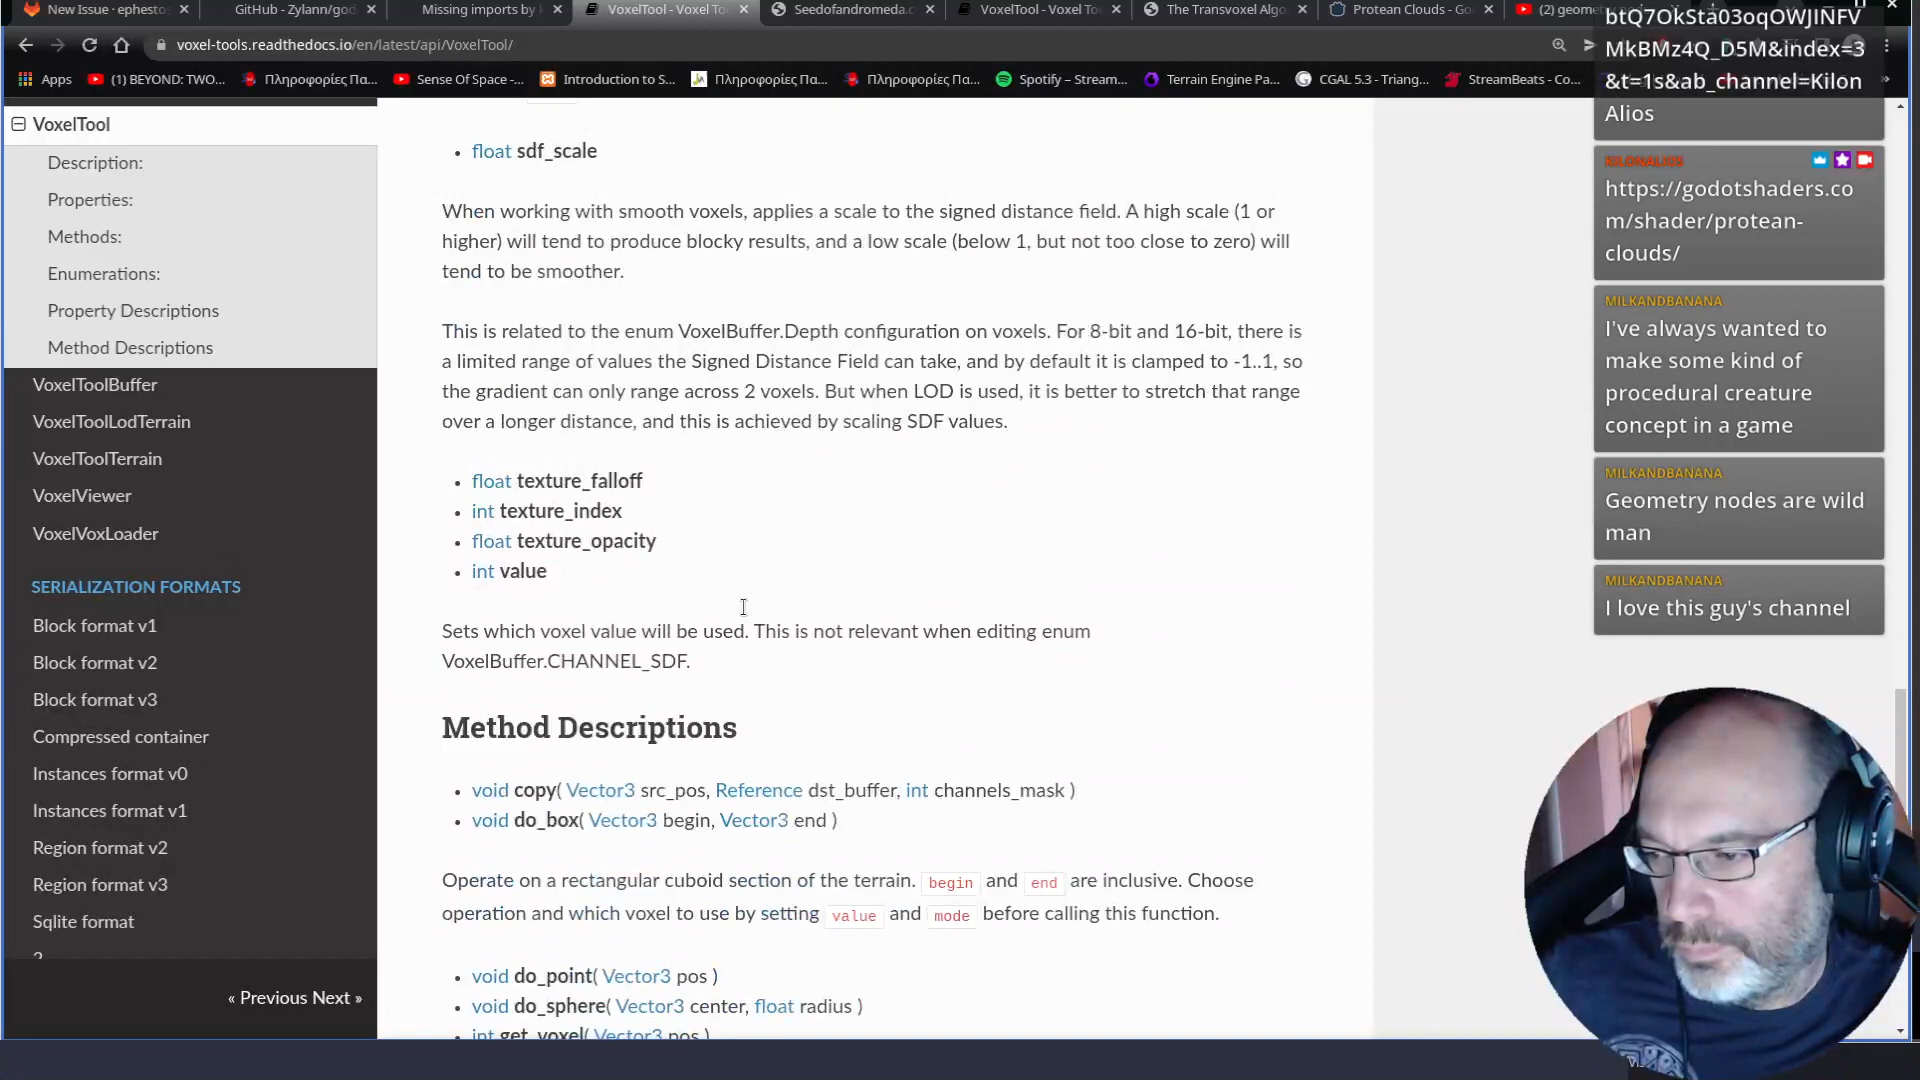 New Issue · ephestos
GitHub - Zylann/god
Missing imports by
VoxelTool - Voxel To
Seedofandromeda.c
VoxelTool - Voxel To
The Transvoxel Algo
Protean Clouds - Go
(2) geometry
voxel-tools.readthedocs.io/en/latest/api/VoxelTool/
Apps
(1) BEYOND: TWO...
Πληροφορίες Πα...
Sense Of Space -...
Introduction to S...
Πληροφορίες Πα...
Πληροφορίες Πα...
Spotify – Stream...
Terrain Engine Pa...
CGAL 5.3 - Triang...
StreamBeats - Co...
VoxelTool
Description:
Properties:
Methods:
Enumerations:
Property Descriptions
Method Descriptions
VoxelToolBuffer
VoxelToolLodTerrain
VoxelToolTerrain
VoxelViewer
VoxelVoxLoader
SERIALIZATION FORMATS
Block format v1
Block format v2
Block format v3
Compressed container
Instances format v0
Instances format v1
Region format v2
Region format v3
Sqlite format
« Previous Next »
• float sdf_scale
When working with smooth voxels, applies a scale to the signed distance field. A high scale (1 or
higher) will tend to produce blocky results, and a low scale (below 1, but not too close to zero) will
tend to be smoother.
This is related to the enum VoxelBuffer.Depth configuration on voxels. For 8-bit and 16-bit, there is
a limited range of values the Signed Distance Field can take, and by default it is clamped to -1..1, so
the gradient can only range across 2 voxels. But when LOD is used, it is better to stretch that range
over a longer distance, and this is achieved by scaling SDF values.
• float texture_falloff
• int texture_index
• float texture_opacity
• int value
Sets which voxel value will be used. This is not relevant when editing enum
VoxelBuffer.CHANNEL_SDF.
Method Descriptions
• void copy( Vector3 src_pos, Reference dst_buffer, int channels_mask )
• void do_box( Vector3 begin, Vector3 end )
Operate on a rectangular cuboid section of the terrain. begin and end are inclusive. Choose
operation and which voxel to use by setting value and mode before calling this function.
• void do_point( Vector3 pos )
• void do_sphere( Vector3 center, float radius )
• int get_voxel( Vector3 pos )
btQ7OkSta03oqOWJINFV
MkBMz4Q_D5M&index=3
&t=1s&ab_channel=Kilon
Alios
KILONALIOS
https://godotshaders.co
m/shader/protean-
clouds/
MILKANDBANANA
I've always wanted to
make some kind of
procedural creature
concept in a game
MILKANDBANANA
Geometry nodes are wild
man
MILKANDBANANA
I love this guy's channel